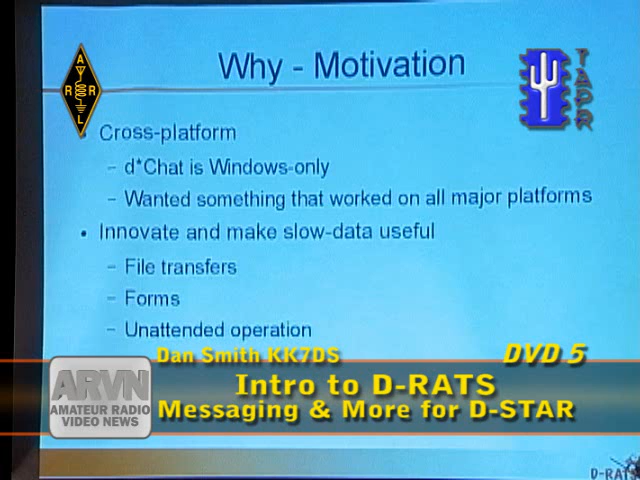 Why - Motivation
A
R R
L
TAPR
• Cross-platform
– d*Chat is Windows-only
– Wanted something that worked on all major platforms
• Innovate and make slow-data useful
– File transfers
– Forms
– Unattended operation
Dan Smith KK7DS
DVD 5
ARVN
AMATEUR RADIO
VIDEO NEWS
Intro to D-RATS
Messaging & More for D-STAR
D-RATS